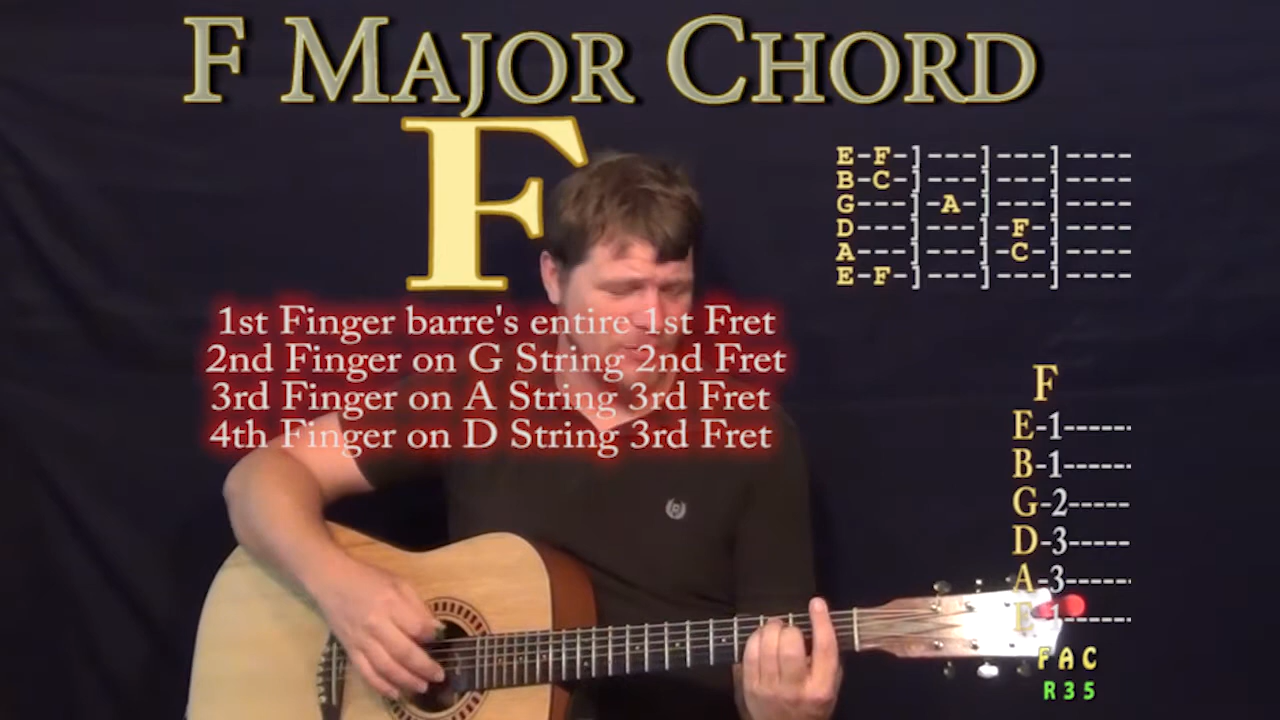 F MAJOR CHORD
F
E-F-]---]---]----
B-C-]---]---]----
G---]-A-]---]----
D---]---]-F-]----
A---]---]-C-]----
E-F-]---]---]----
1st Finger barre's entire 1st Fret
2nd Finger on G String 2nd Fret
3rd Finger on A String 3rd Fret
4th Finger on D String 3rd Fret
F
E-1------
B-1------
G-2-----
D-3-----
A-3-----
E-1------
F A C
R 3 5